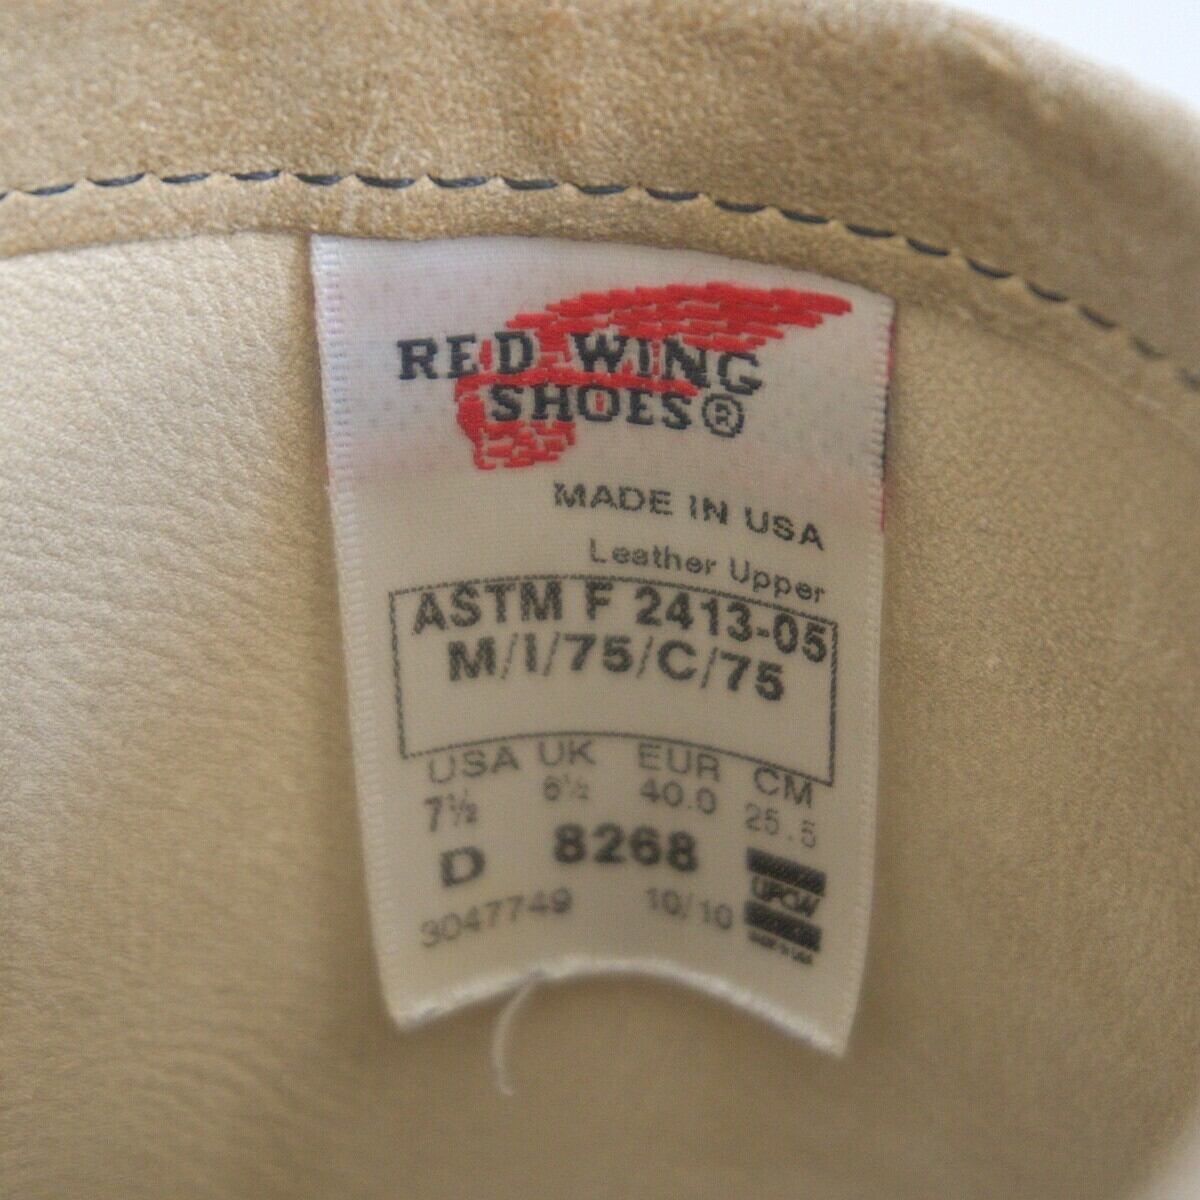 RED WING
SHOES®
MADE IN USA
Leather Upper
ASTM F 2413-05
M/I/75/C/75
USA UK EUR CM
7½ 6½ 40.0 25.5
D 8268
3047749 10/10
UFCW